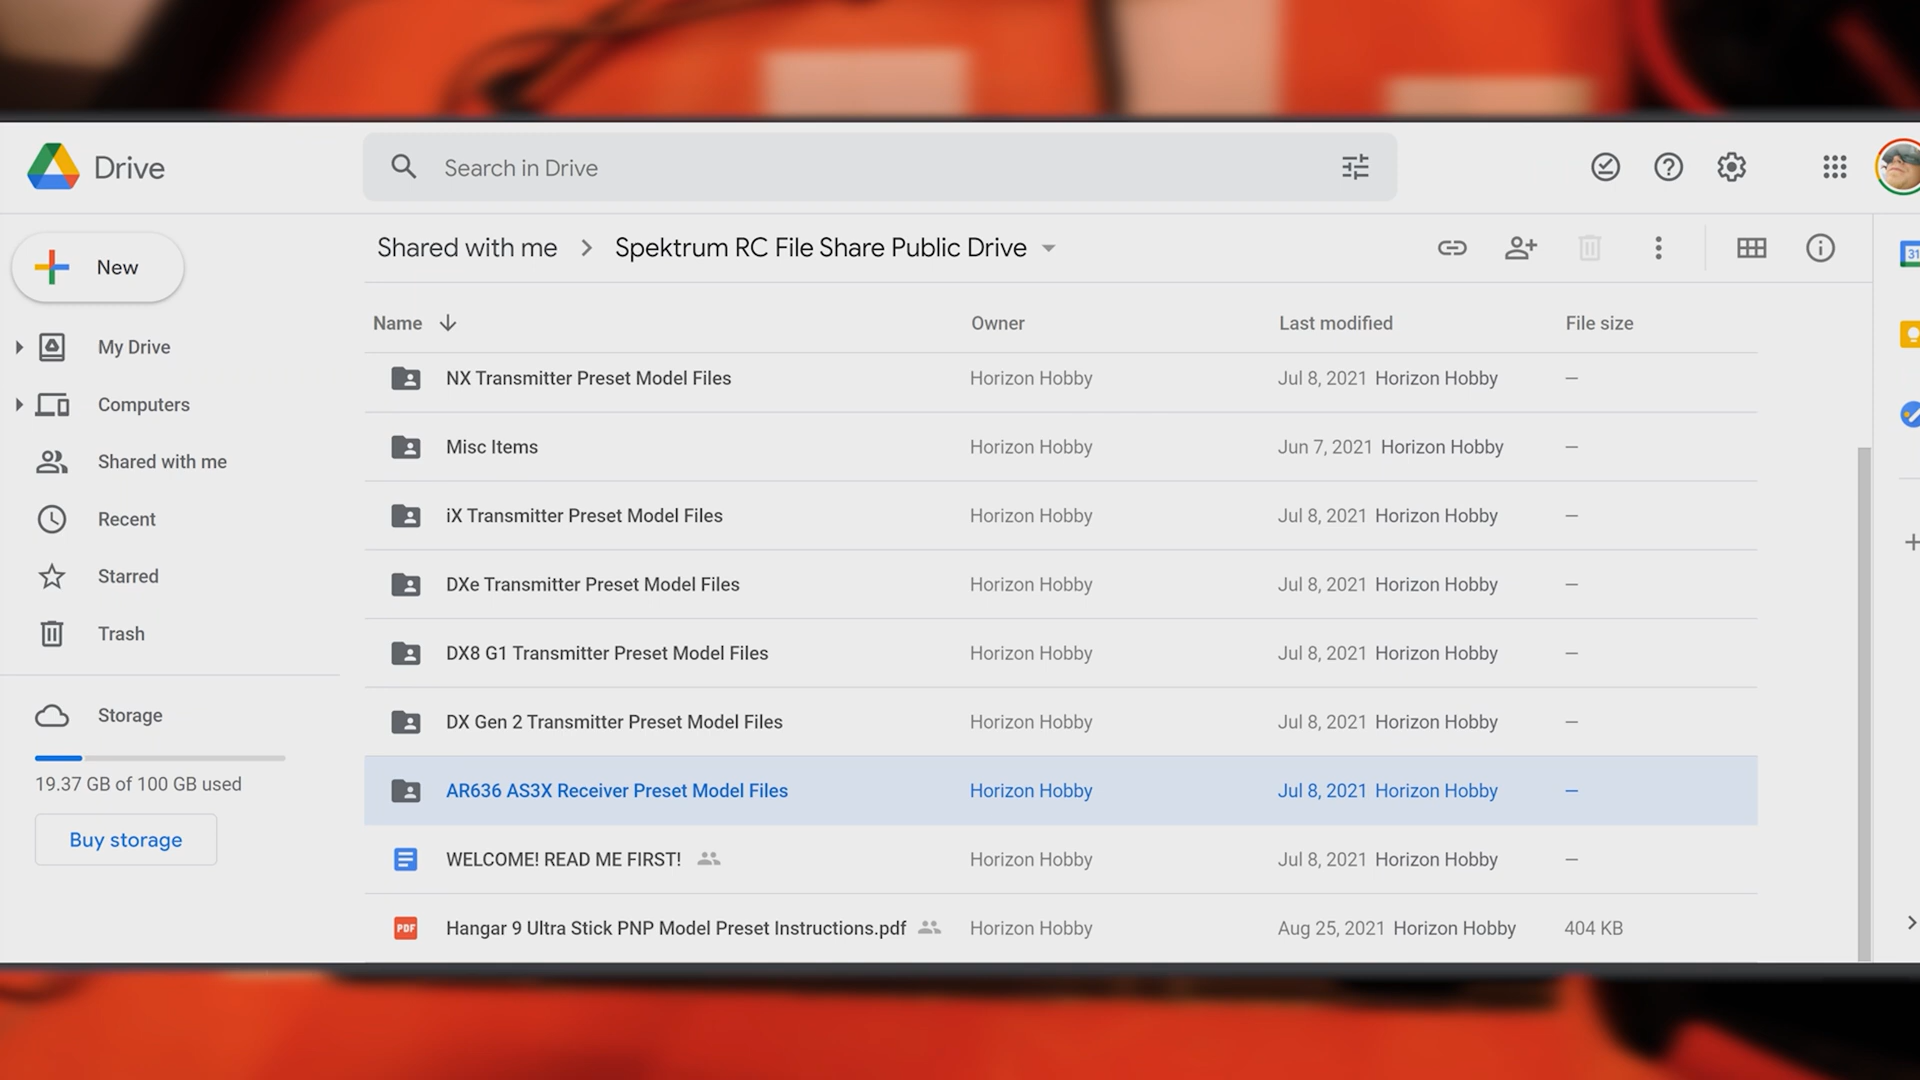 Drive
Search in Drive
New
Shared with me > Spektrum RC File Share Public Drive
31
My Drive
Computers
Shared with me
Recent
Starred
Trash
Storage
19.37 GB of 100 GB used
Buy storage
Name Owner Last modified File size
NX Transmitter Preset Model Files Horizon Hobby Jul 8, 2021 Horizon Hobby —
Misc Items Horizon Hobby Jun 7, 2021 Horizon Hobby —
iX Transmitter Preset Model Files Horizon Hobby Jul 8, 2021 Horizon Hobby —
DXe Transmitter Preset Model Files Horizon Hobby Jul 8, 2021 Horizon Hobby —
DX8 G1 Transmitter Preset Model Files Horizon Hobby Jul 8, 2021 Horizon Hobby —
DX Gen 2 Transmitter Preset Model Files Horizon Hobby Jul 8, 2021 Horizon Hobby —
AR636 AS3X Receiver Preset Model Files Horizon Hobby Jul 8, 2021 Horizon Hobby —
WELCOME! READ ME FIRST! Horizon Hobby Jul 8, 2021 Horizon Hobby —
PDF Hangar 9 Ultra Stick PNP Model Preset Instructions.pdf Horizon Hobby Aug 25, 2021 Horizon Hobby 404 KB